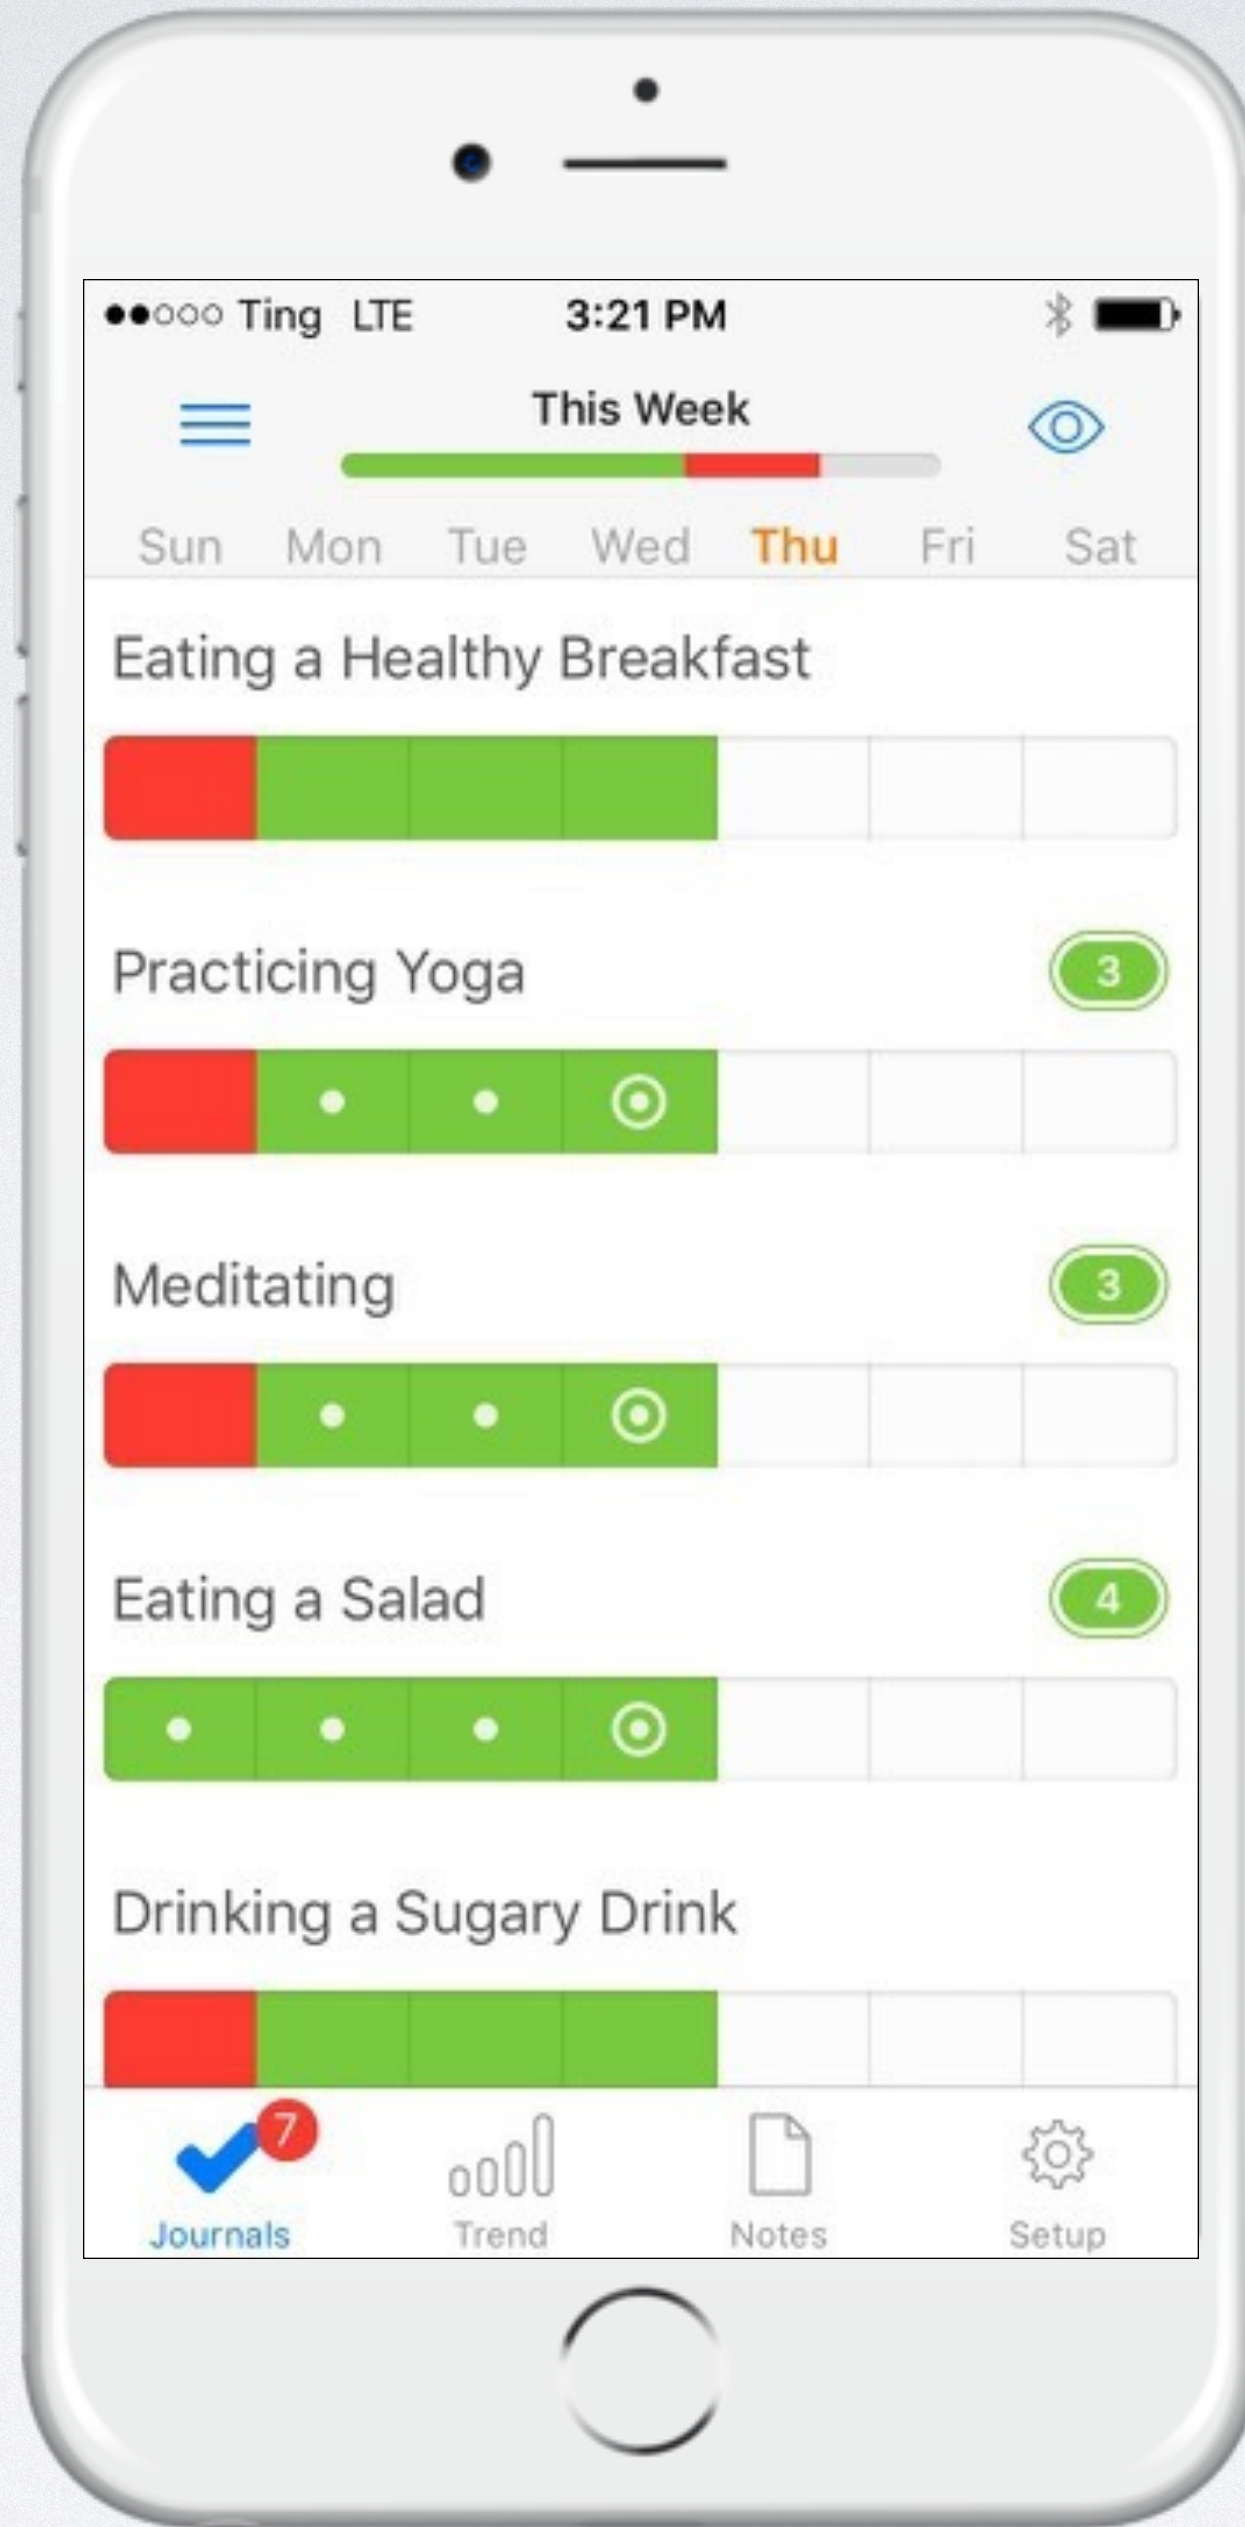 Ting LTE 3:21 PM
This Week
Sun Mon Tue Wed Thu Fri Sat
Eating a Healthy Breakfast
Practicing Yoga 3
Meditating 3
Eating a Salad 4
Drinking a Sugary Drink
7
Journals Trend Notes Setup